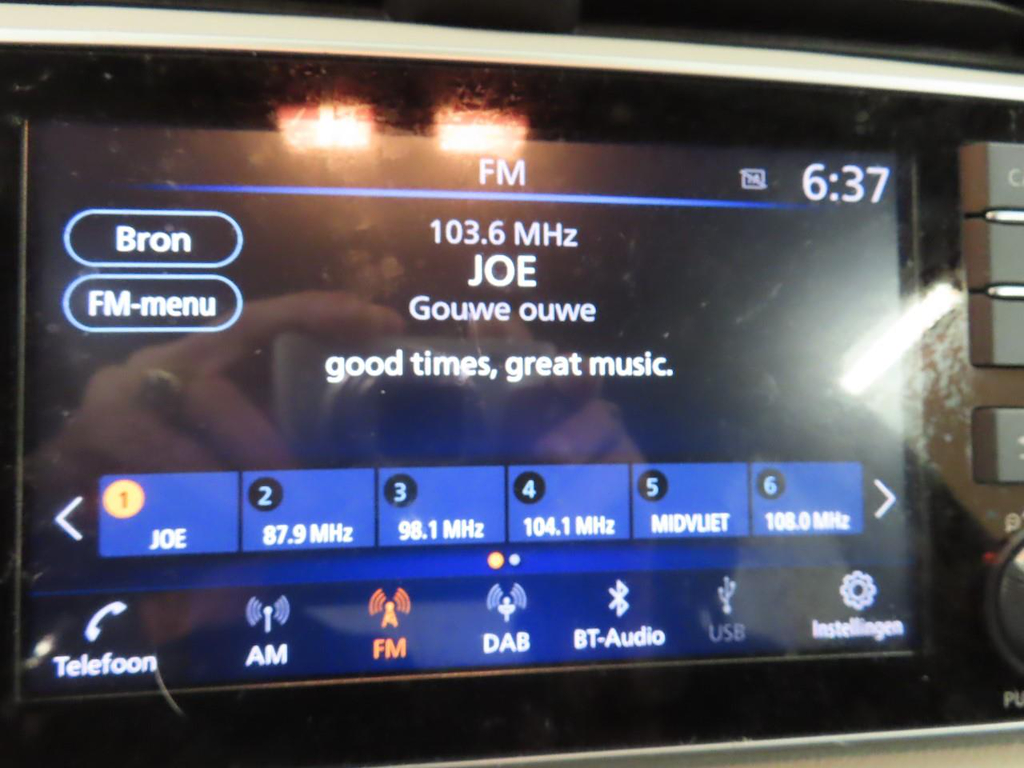 FM
6:37
Bron
103.6 MHz
JOE
FM-menu
Gouwe ouwe
good times, great music.
1 2 3 4 5 6
JOE 87.9 MHz 98.1 MHz 104.1 MHz MIDVLIET 108.0 MHz
Telefoon AM FM DAB BT-Audio USB Instellingen